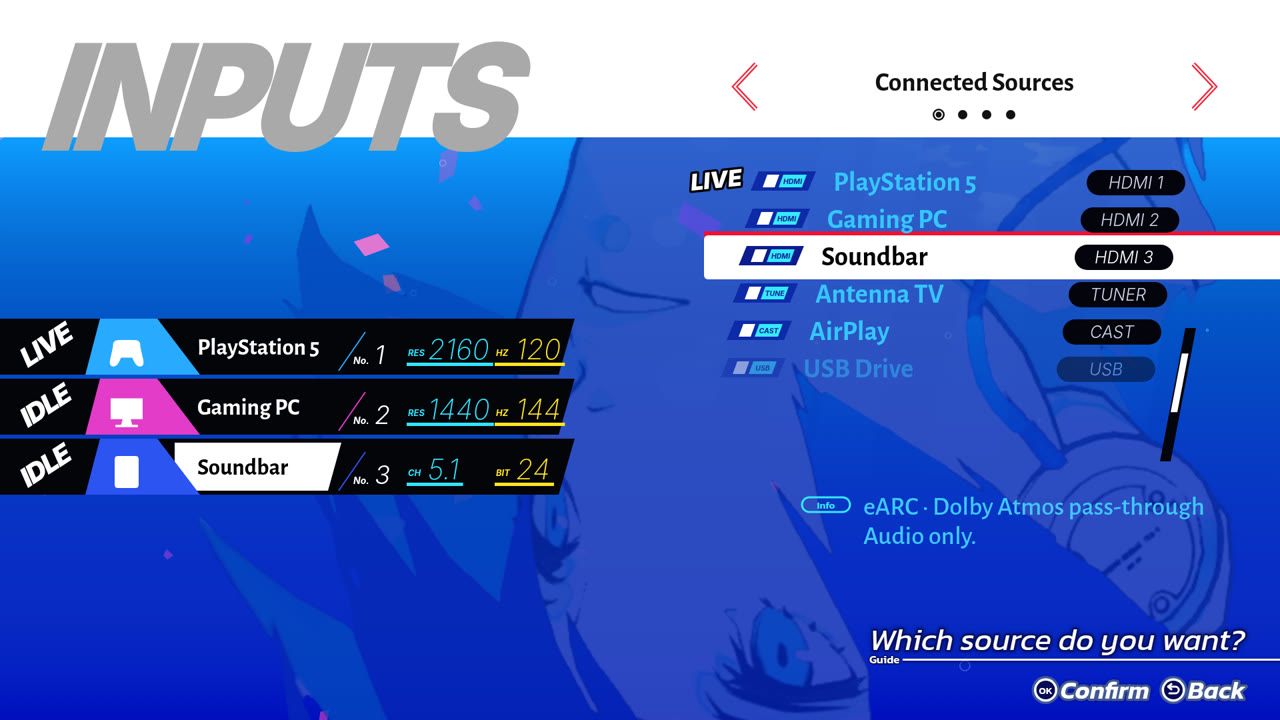 INPUTS
Connected Sources
LIVE HDMI PlayStation 5 HDMI 1
HDMI Gaming PC HDMI 2
HDMI Soundbar HDMI 3
TUNE Antenna TV TUNER
CAST AirPlay CAST
USB USB Drive USB
LIVE PlayStation 5 No. 1 RES 2160 HZ 120
IDLE Gaming PC No. 2 RES 1440 HZ 144
IDLE Soundbar No. 3 CH 5.1 BIT 24
Info eARC · Dolby Atmos pass-through
Audio only.
Which source do you want?
Guide
OK Confirm Back